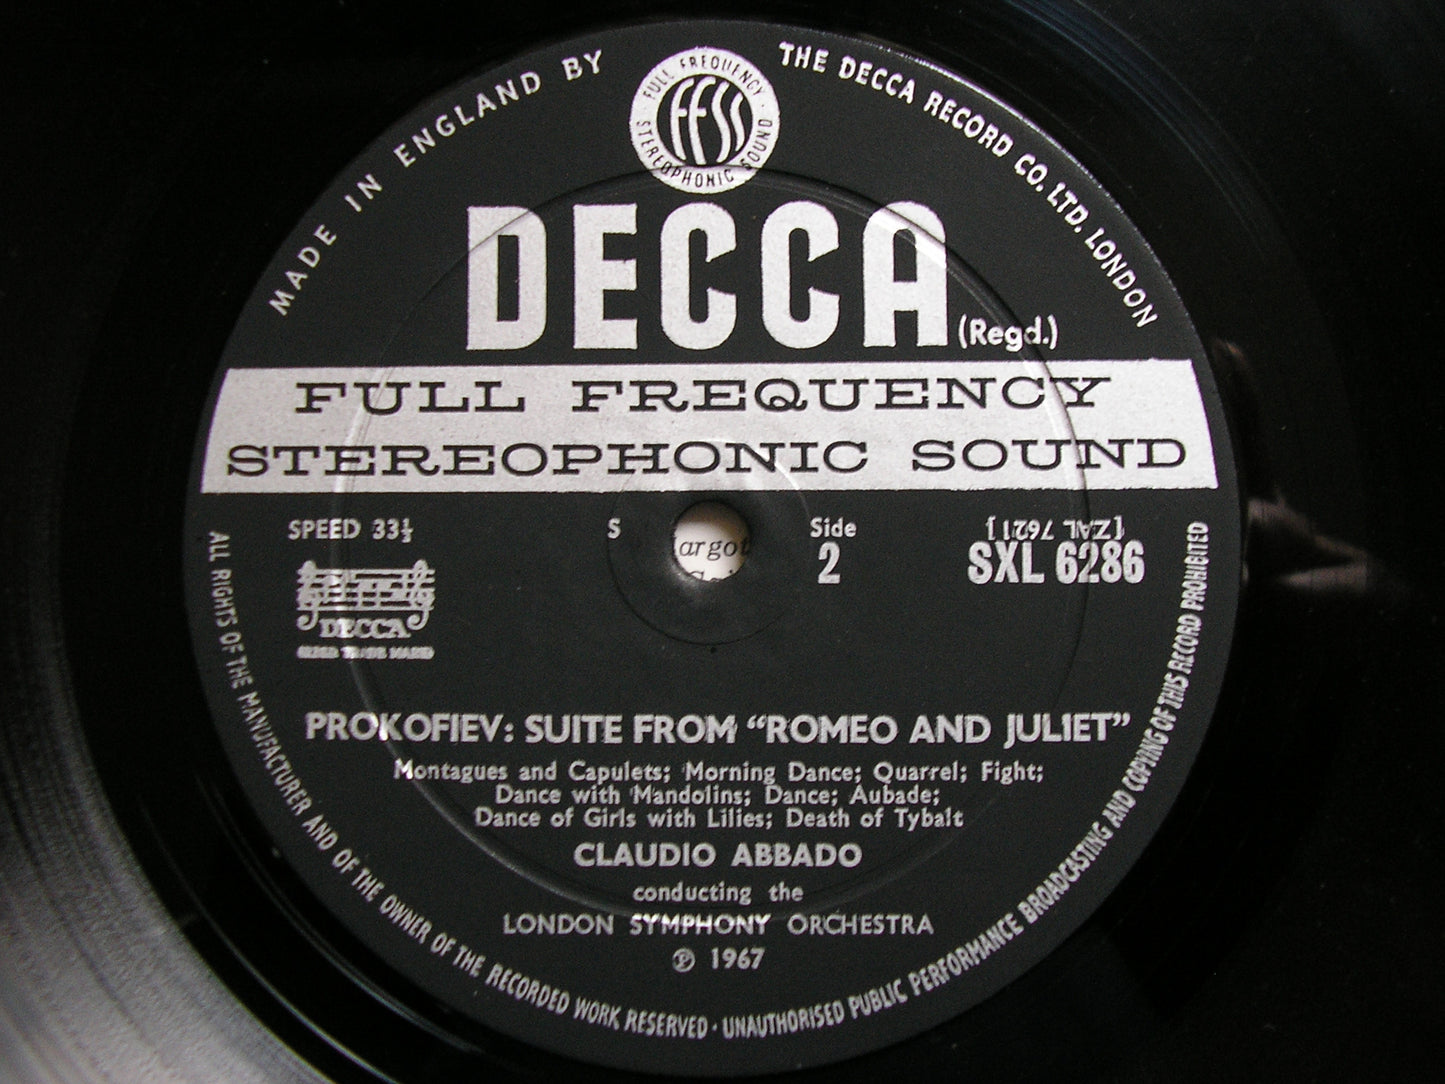 MADE IN ENGLAND BY
THE DECCA RECORD CO. LTD. LONDON
FULL FREQUENCY
STEREOPHONIC SOUND
FFSS
DECCA
(Regd.)
FULL FREQUENCY
STEREOPHONIC SOUND
SPEED 33⅓
S
Side
2
[ZAL 7621]
SXL 6286
argot
DECCA
PROKOFIEV: SUITE FROM “ROMEO AND JULIET”
Montagues and Capulets; Morning Dance; Quarrel; Fight;
Dance with Mandolins; Dance; Aubade;
Dance of Girls with Lilies; Death of Tybalt
CLAUDIO ABBADO
conducting the
LONDON SYMPHONY ORCHESTRA
℗ 1967
ALL RIGHTS OF THE MANUFACTURER AND OF THE OWNER OF THE RECORDED WORK RESERVED · UNAUTHORISED PUBLIC PERFORMANCE BROADCASTING AND COPYING OF THIS RECORD PROHIBITED